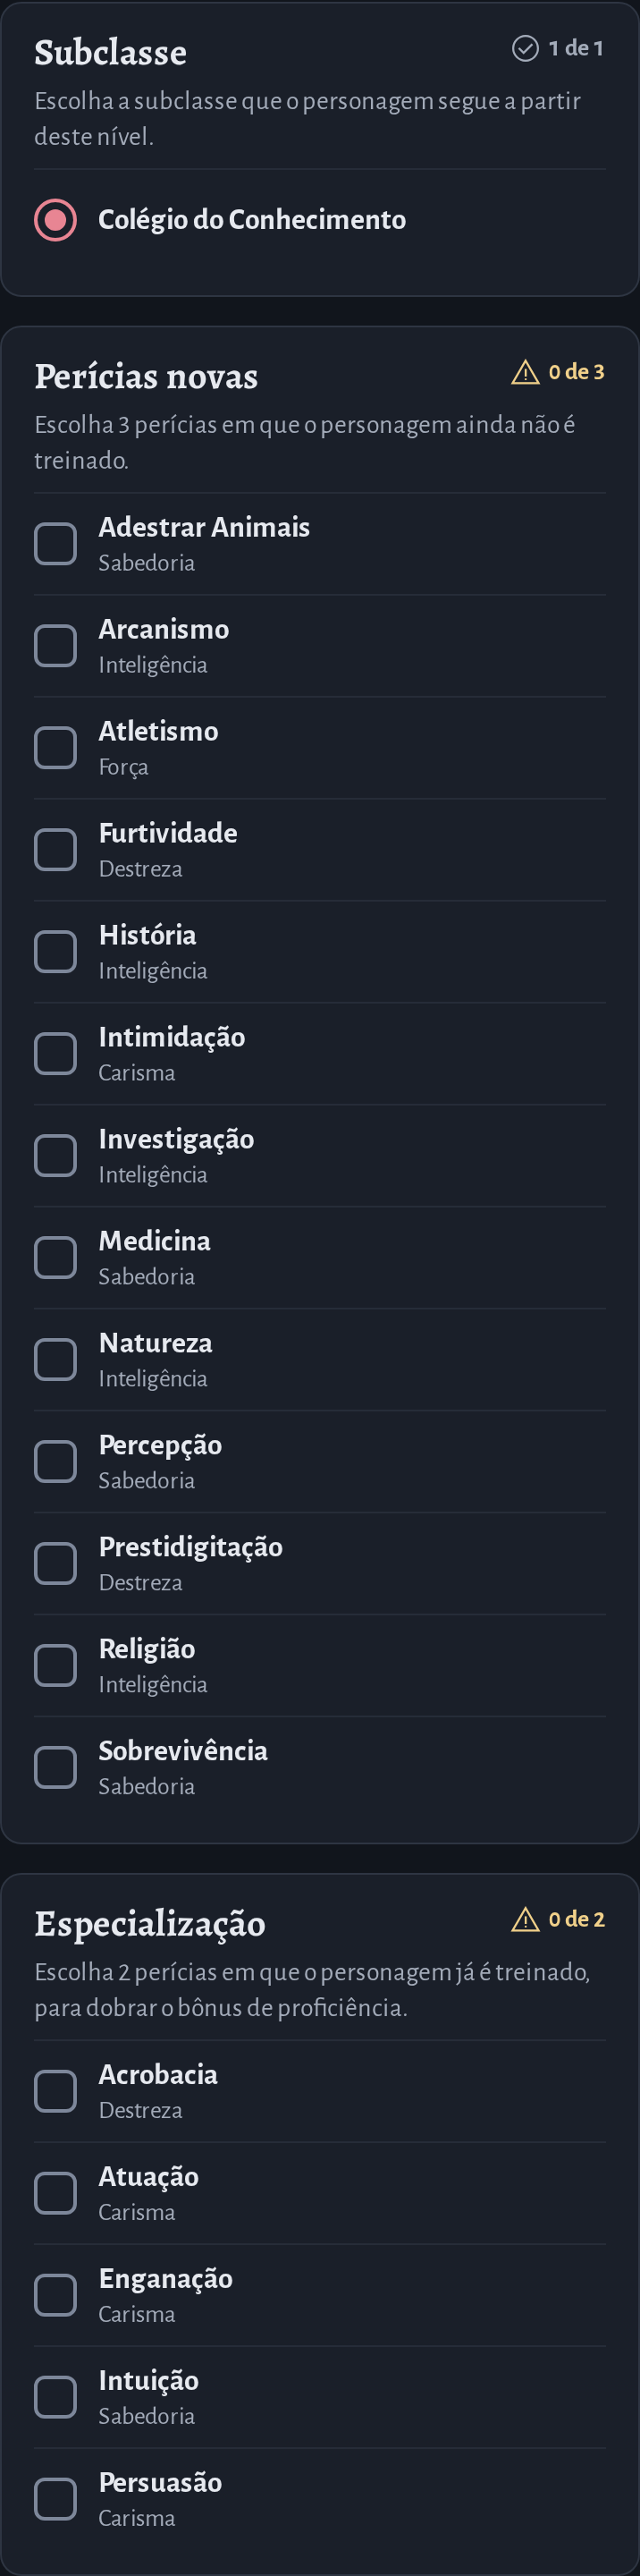 Subclasse
1 de 1
Escolha a subclasse que o personagem segue a partir
deste nível.
Colégio do Conhecimento
Perícias novas
0 de 3
Escolha 3 perícias em que o personagem ainda não é
treinado.
Adestrar Animais
Sabedoria
Arcanismo
Inteligência
Atletismo
Força
Furtividade
Destreza
História
Inteligência
Intimidação
Carisma
Investigação
Inteligência
Medicina
Sabedoria
Natureza
Inteligência
Percepção
Sabedoria
Prestidigitação
Destreza
Religião
Inteligência
Sobrevivência
Sabedoria
Especialização
0 de 2
Escolha 2 perícias em que o personagem já é treinado,
para dobrar o bônus de proficiência.
Acrobacia
Destreza
Atuação
Carisma
Enganação
Carisma
Intuição
Sabedoria
Persuasão
Carisma